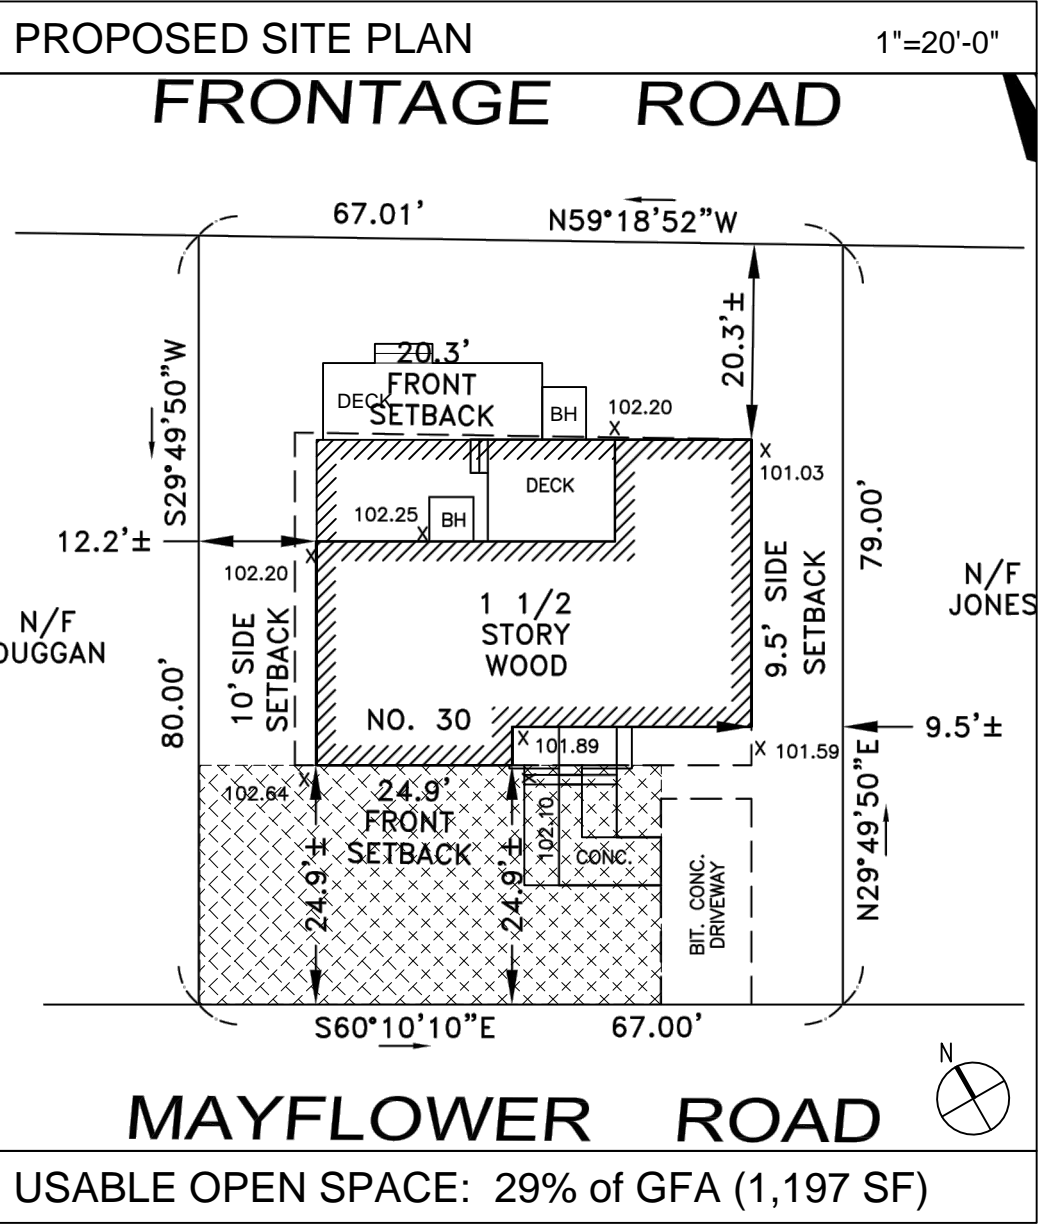 PROPOSED SITE PLAN 1"=20'-0"
FRONTAGE ROAD
67.01' N59°18'52"W
20.3'±
S29°49'50"W
20.3'
FRONT
SETBACK
DECK
BH
102.20
101.03
DECK
102.25
BH
12.2'±
102.20
79.00'
N/F
JONES
N/F
DUGGAN
1 1/2
STORY
WOOD
9.5' SIDE
SETBACK
10' SIDE
SETBACK
80.00'
NO. 30
101.89
101.59
9.5'±
102.64
24.9'
FRONT
SETBACK
24.9'±
24.9'±
102.10
CONC.
BIT. CONC.
DRIVEWAY
N29°49'50"E
S60°10'10"E 67.00'
N
MAYFLOWER ROAD
USABLE OPEN SPACE: 29% of GFA (1,197 SF)